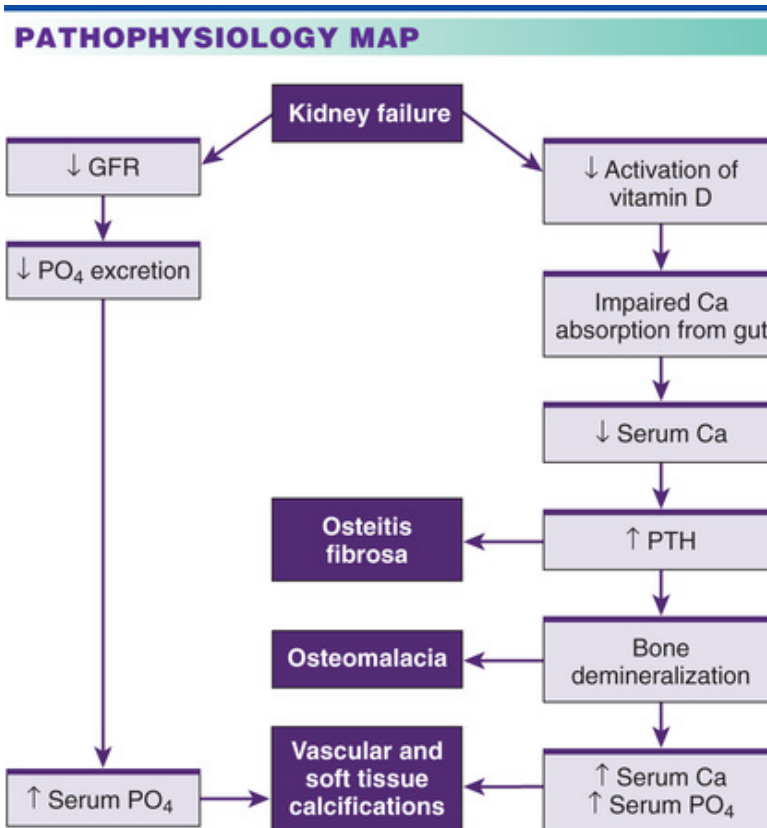 PATHOPHYSIOLOGY MAP
Kidney failure
↓ GFR
↓ Activation of
vitamin D
↓ PO₄ excretion
Impaired Ca
absorption from gut
↓ Serum Ca
Osteitis
fibrosa
↑ PTH
Osteomalacia
Bone
demineralization
↑ Serum PO₄
Vascular and
soft tissue
calcifications
↑ Serum Ca
↑ Serum PO₄